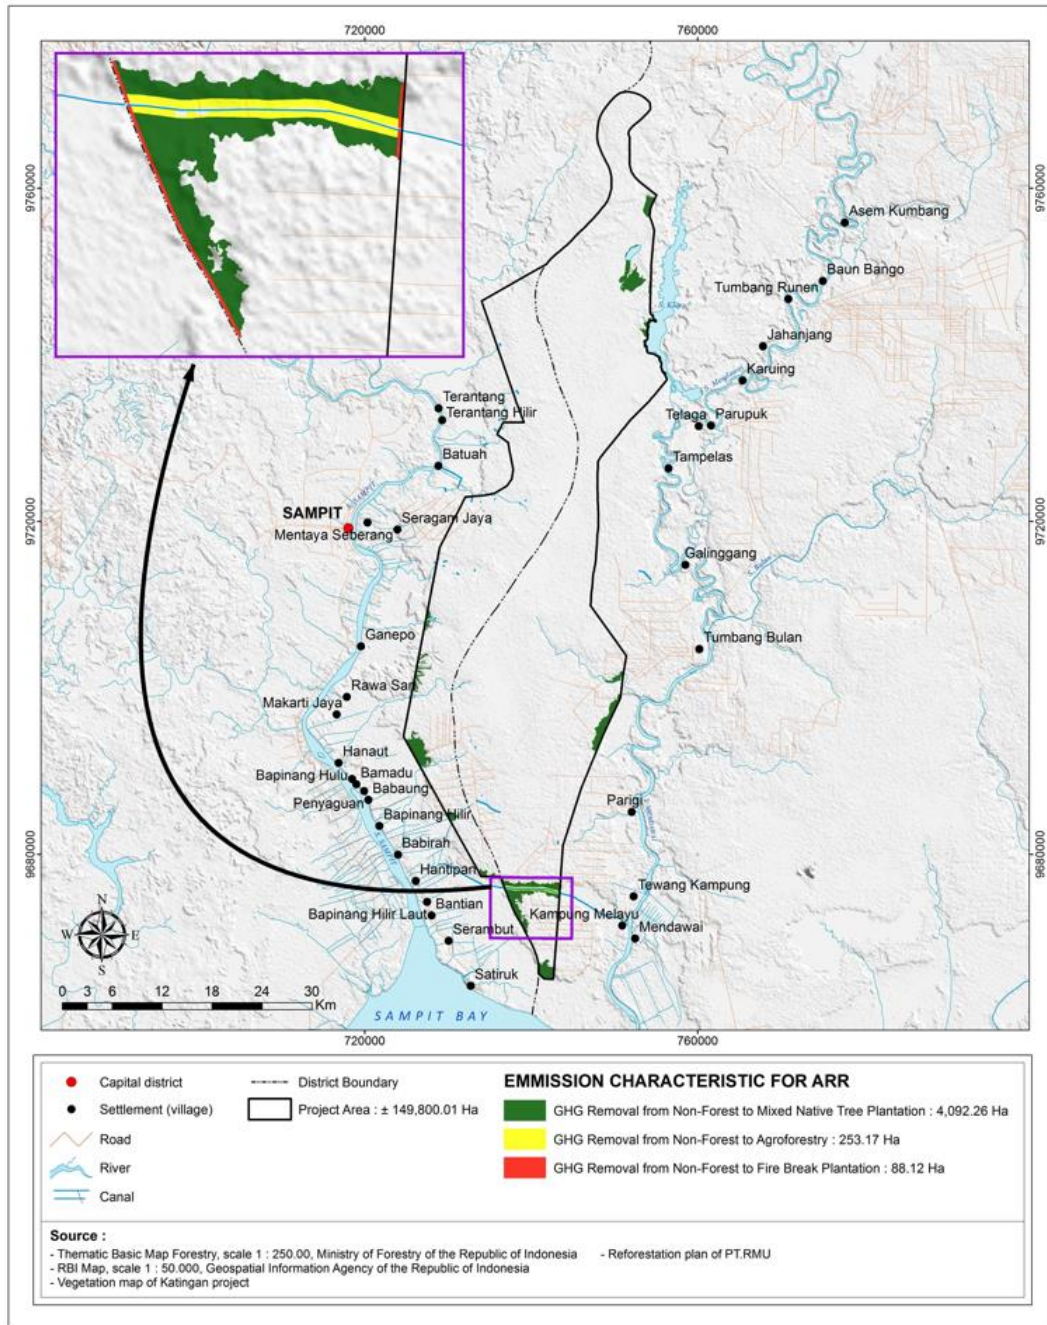 720000
760000
9760000
9760000
Asem Kumbang
Baun Bango
Tumbang Runen
Jahanjang
Karuing
Terantang
Terantang Hilir
Telaga
Parupuk
Batuah
Tampelas
S. SAMPIT
SAMPIT
Seragam Jaya
Mentaya Seberang
9720000
9720000
Galinggang
Ganepo
Tumbang Bulan
Rawa Sari
Makarti Jaya
Hanaut
Bapinang Hulu
Bamadu
Babaung
Penyaguan
Parigi
Bapinang Hilir
S. SAMPIT
Babirah
9680000
9680000
Hantipan
Tewang Kampung
Bantian
Bapinang Hilir Laut
Kampung Melayu
Serambut
Mendawai
N
W
E
S
Satiruk
0 3 6 12 18 24 30
Km
SAMPIT BAY
720000
760000
Capital district
Settlement (village)
Road
River
Canal
District Boundary
Project Area : ± 149,800.01 Ha
EMMISSION CHARACTERISTIC FOR ARR
GHG Removal from Non-Forest to Mixed Native Tree Plantation : 4,092.26 Ha
GHG Removal from Non-Forest to Agroforestry : 253.17 Ha
GHG Removal from Non-Forest to Fire Break Plantation : 88.12 Ha
Source :
- Thematic Basic Map Forestry, scale 1 : 250.00, Ministry of Forestry of the Republic of Indonesia
- RBI Map, scale 1 : 50.000, Geospatial Information Agency of the Republic of Indonesia
- Vegetation map of Katingan project
- Reforestation plan of PT.RMU